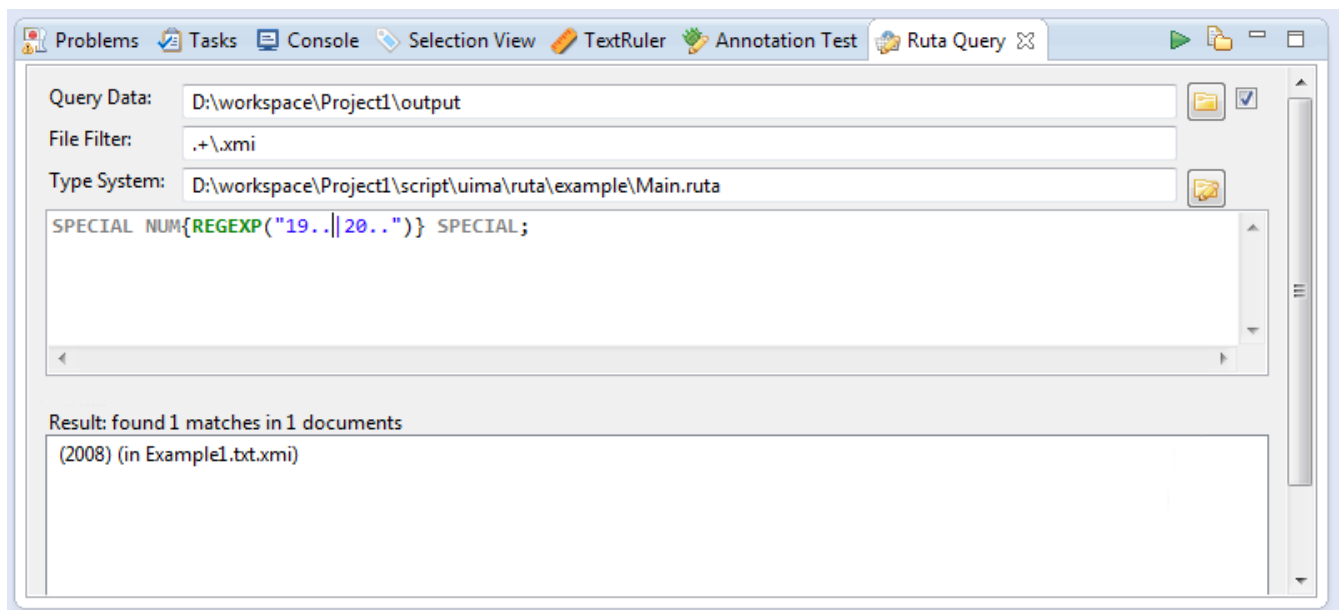 Problems Tasks Console Selection View TextRuler Annotation Test Ruta Query
Query Data: D:\workspace\Project1\output
File Filter: .+\.xmi
Type System: D:\workspace\Project1\script\uima\ruta\example\Main.ruta
SPECIAL NUM{REGEXP("19..|20..")} SPECIAL;
Result: found 1 matches in 1 documents
(2008) (in Example1.txt.xmi)